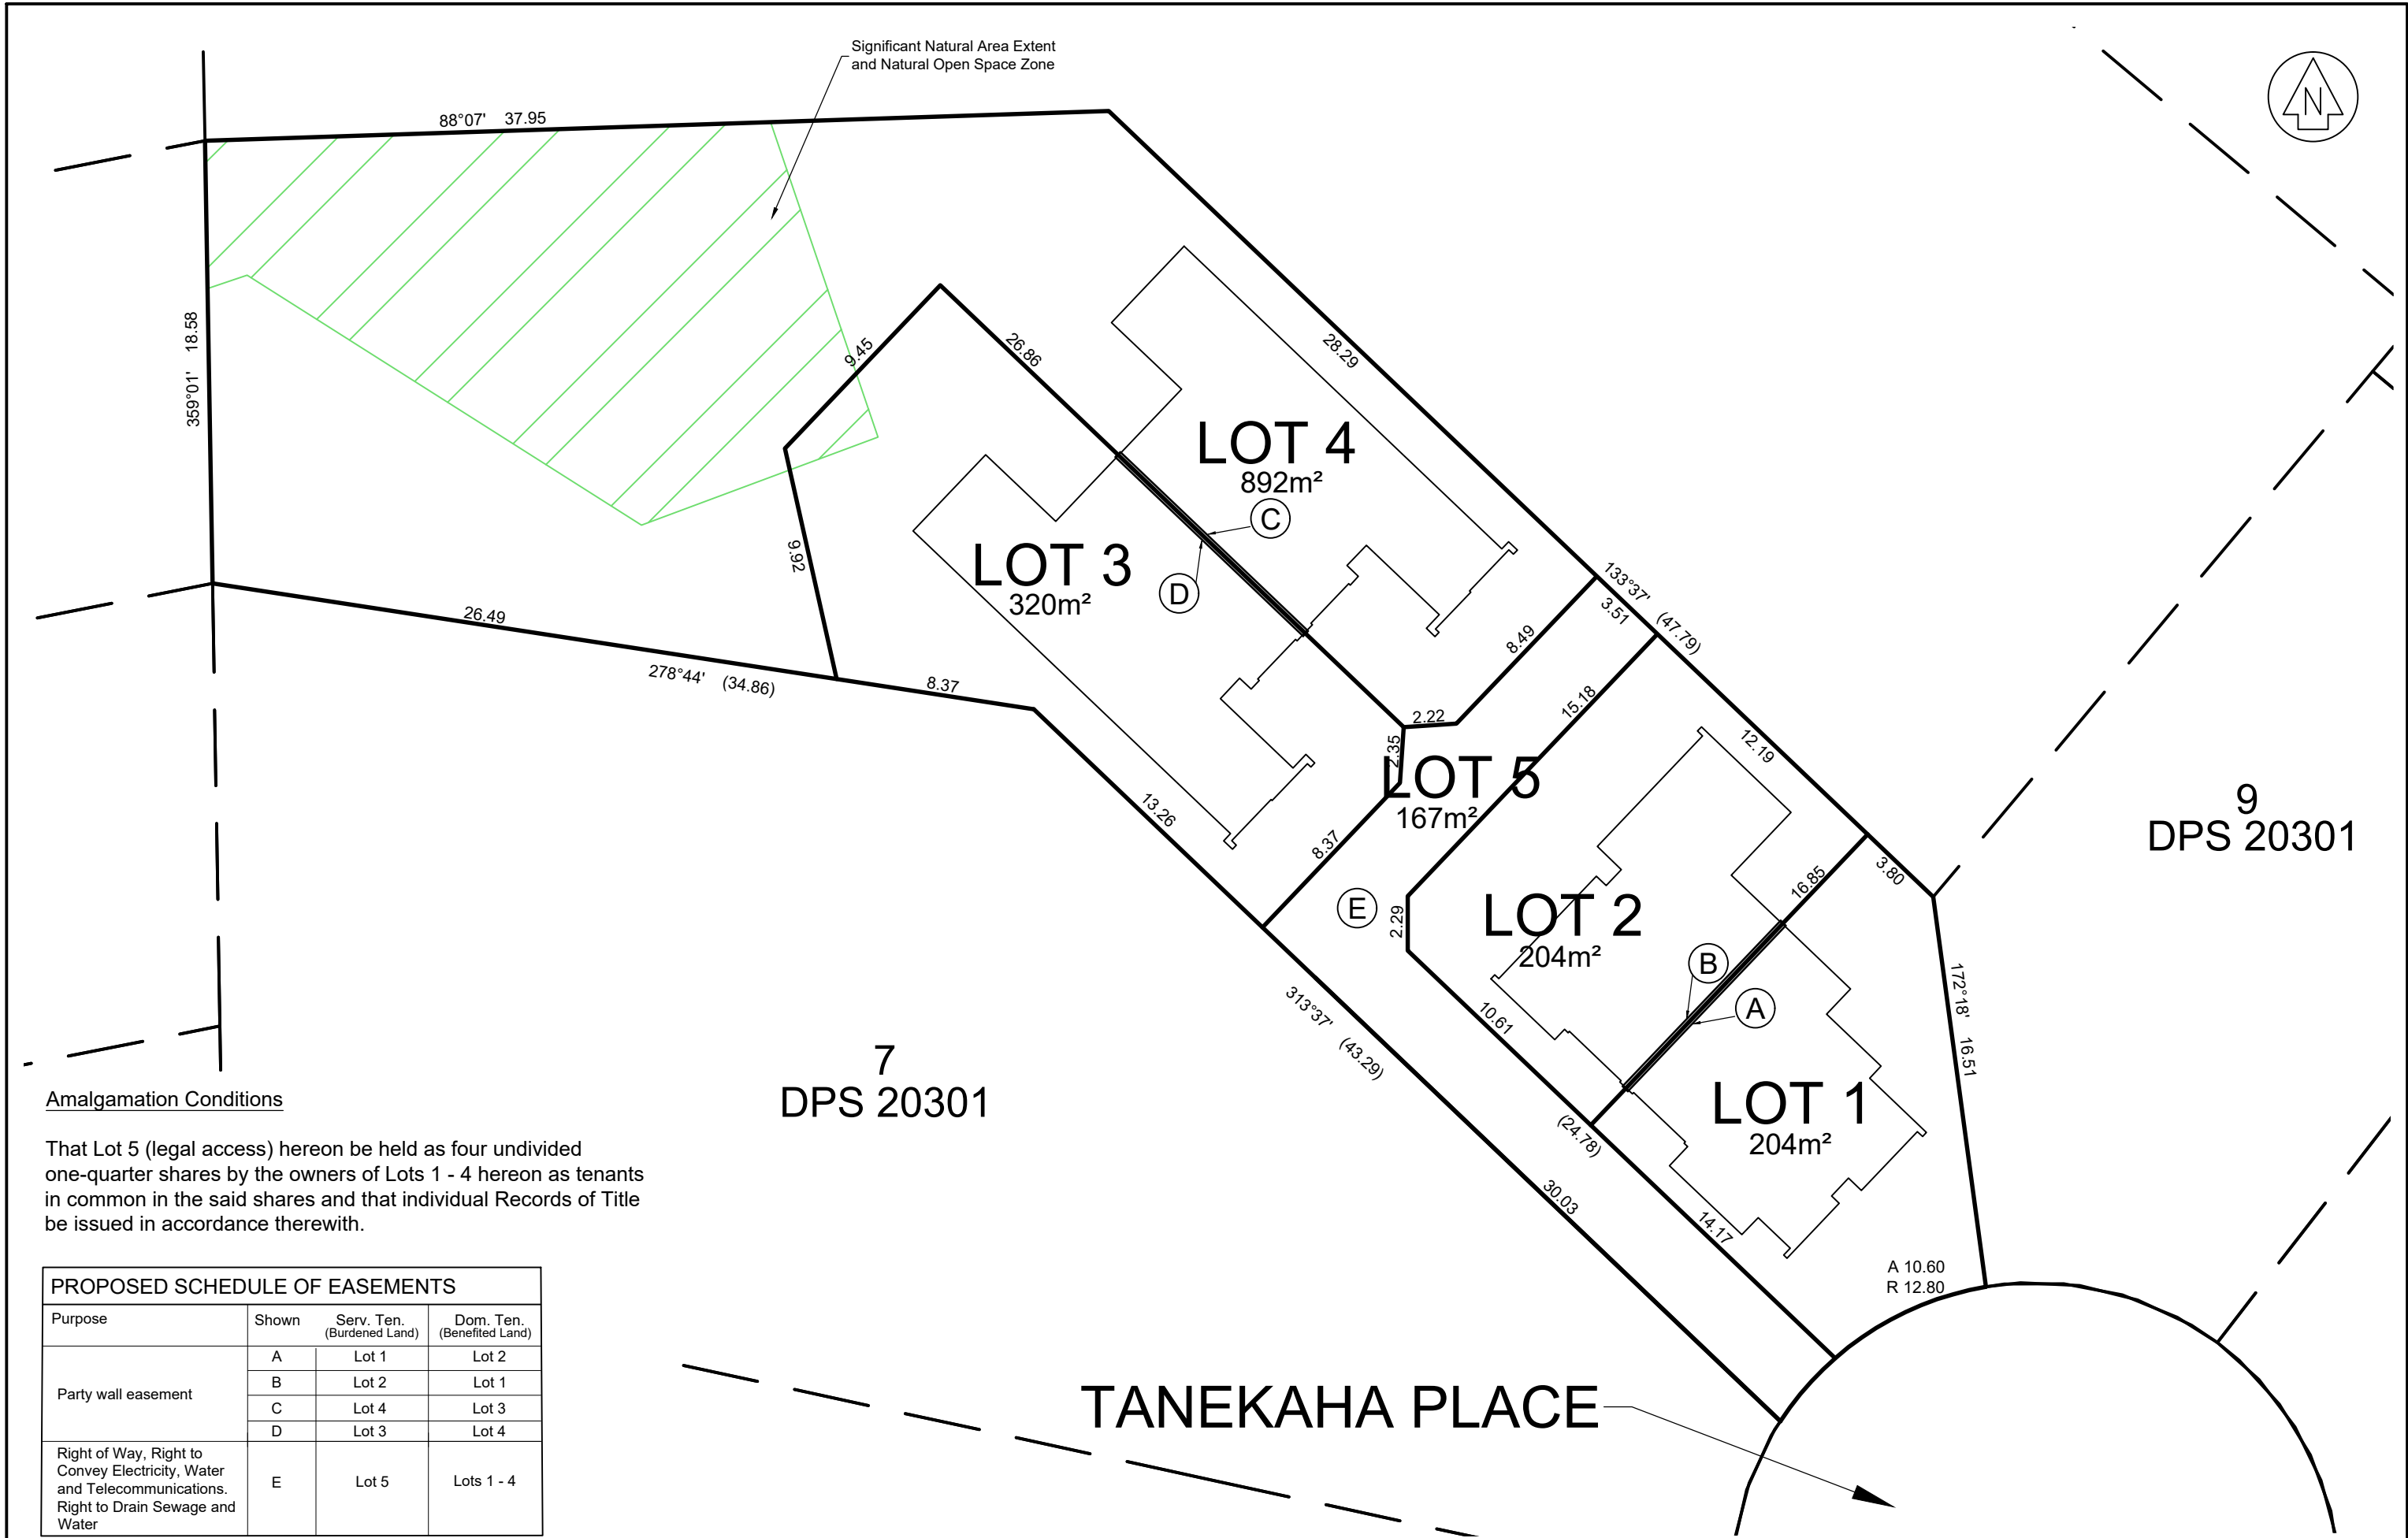 Significant Natural Area Extent
and Natural Open Space Zone
N
88°07' 37.95
359°01' 18.58
9.45
26.86
28.29
LOT 4
892m²
C
LOT 3
320m²
D
9.92
133°37' (47.79)
3.51
8.49
26.49
278°44' (34.86)
8.37
15.18
2.22
2.35
12.19
LOT 5
167m²
13.26
8.37
9
DPS 20301
16.85
3.80
E
2.29
LOT 2
204m²
B
A
172°18' 16.51
10.61
313°37' (43.29)
7
DPS 20301
LOT 1
204m²
(24.78)
30.03
14.17
A 10.60
R 12.80
TANEKAHA PLACE
Amalgamation Conditions
That Lot 5 (legal access) hereon be held as four undivided
one-quarter shares by the owners of Lots 1 - 4 hereon as tenants
in common in the said shares and that individual Records of Title
be issued in accordance therewith.
PROPOSED SCHEDULE OF EASEMENTS
Purpose Shown Serv. Ten. Dom. Ten.
(Burdened Land) (Benefited Land)
Party wall easement
A Lot 1 Lot 2
B Lot 2 Lot 1
C Lot 4 Lot 3
D Lot 3 Lot 4
Right of Way, Right to
Convey Electricity, Water
and Telecommunications.
Right to Drain Sewage and
Water
E Lot 5 Lots 1 - 4